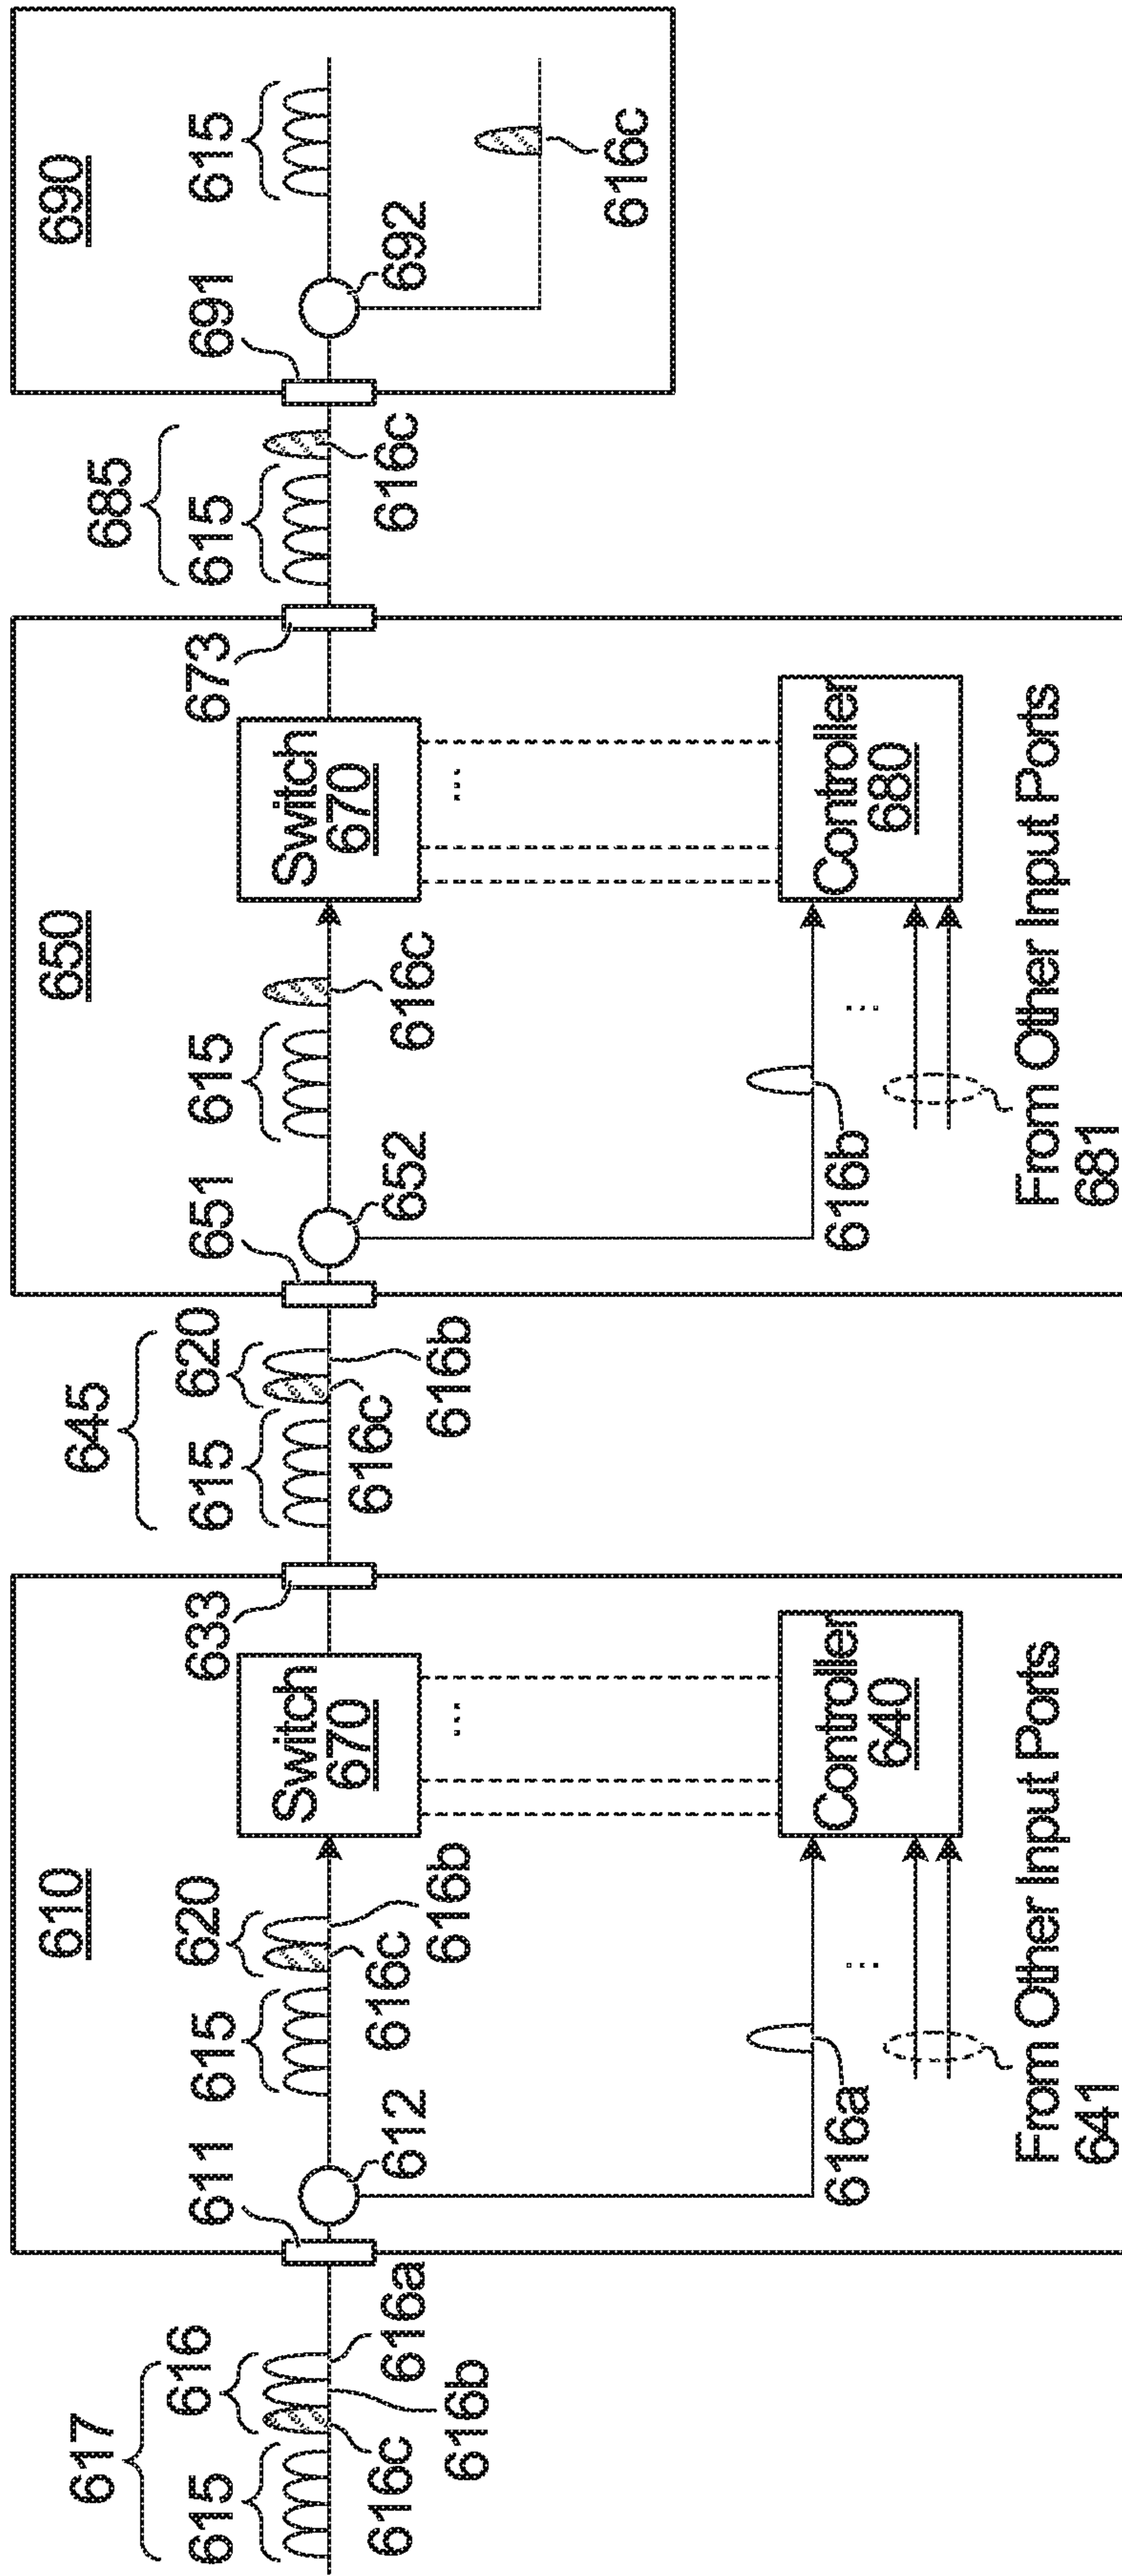 617
615
616
616c
616b
616a
610
611
612
615
620
616c
616b
Switch
670
633
616a
Controller
640
From Other Input Ports
641
645
615
620
616c
616b
650
651
652
615
616c
Switch
670
673
616b
Controller
680
From Other Input Ports
681
685
615
616c
690
691
692
615
616c